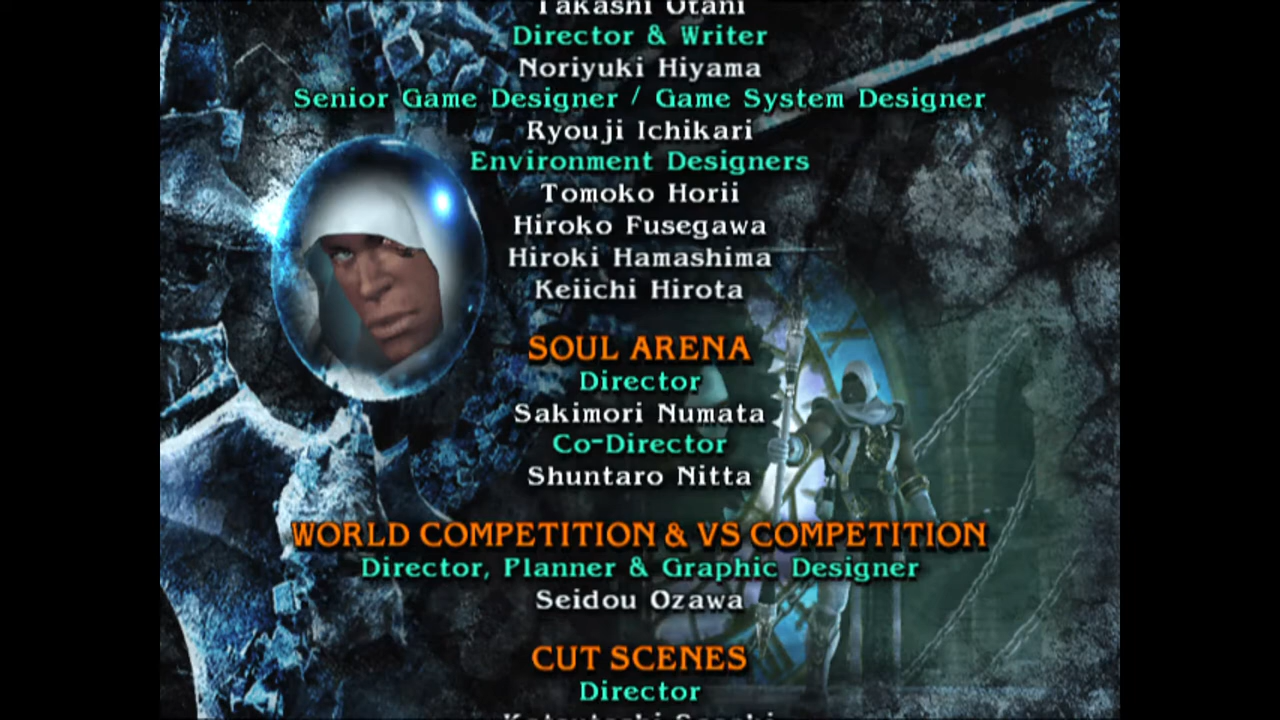 Takashi Otani
Director & Writer
Noriyuki Hiyama
Senior Game Designer / Game System Designer
Ryouji Ichikari
Environment Designers
Tomoko Horii
Hiroko Fusegawa
Hiroki Hamashima
Keiichi Hirota
SOUL ARENA
Director
Sakimori Numata
Co-Director
Shuntaro Nitta
WORLD COMPETITION & VS COMPETITION
Director, Planner & Graphic Designer
Seidou Ozawa
CUT SCENES
Director